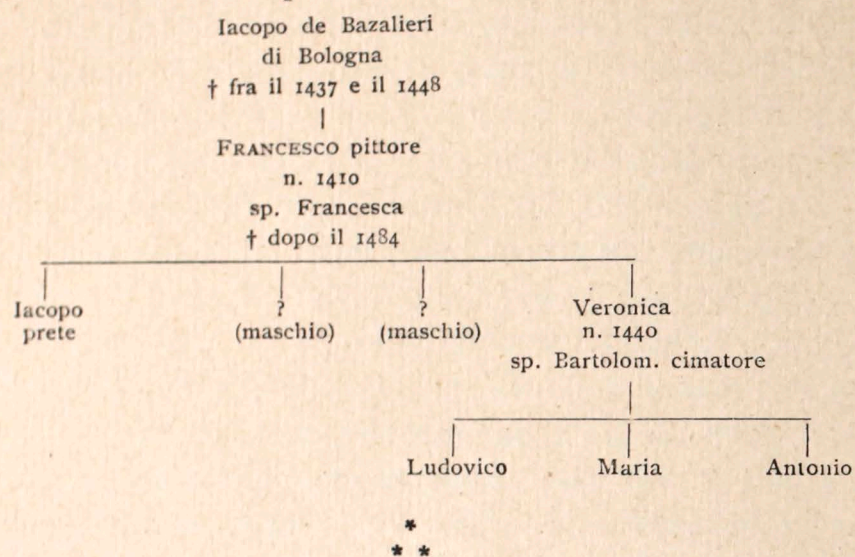 Iacopo de Bazalieri
di Bologna
† fra il 1437 e il 1448
FRANCESCO pittore
n. 1410
sp. Francesca
† dopo il 1484
Iacopo ? ? Veronica
prete (maschio) (maschio) n. 1440
sp. Bartolom. cimatore
Ludovico Maria Antonio
*
* *